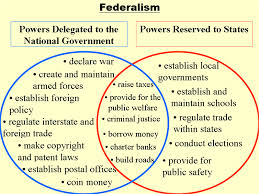 Federalism
Powers Delegated to the
National Government
Powers Reserved to States
• declare war
• create and maintain
armed forces
• establish foreign
policy
• regulate interstate and
foreign trade
• make copyright
and patent laws
• establish postal offices
• coin money
• raise taxes
• provide for the
public welfare
• criminal justice
• borrow money
• charter banks
• build roads
• establish local
governments
• establish and
maintain schools
• regulate trade
within states
• conduct elections
• provide for
public safety